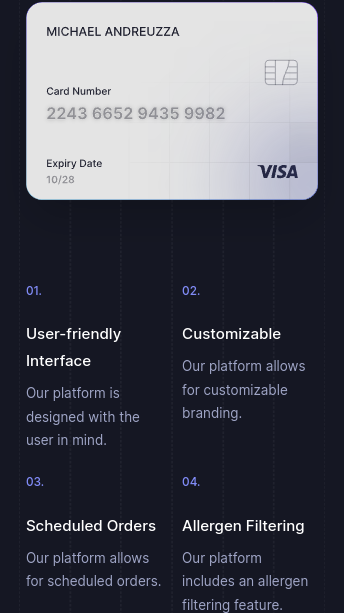 MICHAEL ANDREUZZA
Card Number
2243 6652 9435 9982
Expiry Date
10/28
VISA
01.
User-friendly
Interface
Our platform is
designed with the
user in mind.
02.
Customizable
Our platform allows
for customizable
branding.
03.
Scheduled Orders
Our platform allows
for scheduled orders.
04.
Allergen Filtering
Our platform
includes an allergen
filtering feature.